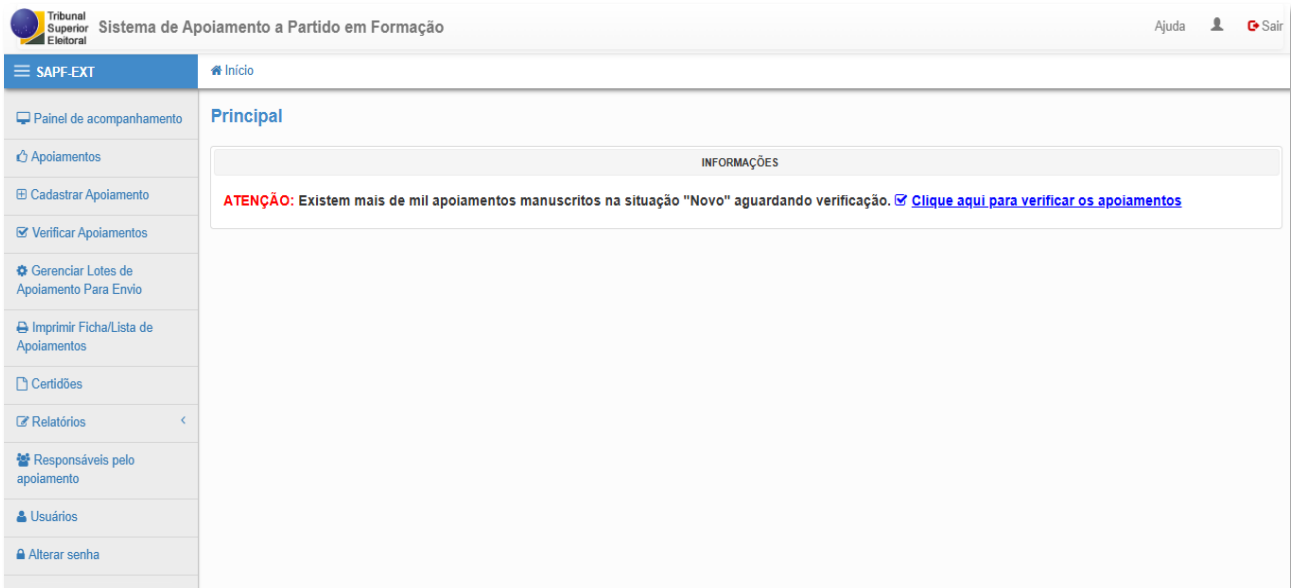 Tribunal
Superior
Eleitoral
Sistema de Apoiamento a Partido em Formação
Ajuda
Sair
SAPF-EXT
Início
Painel de acompanhamento
Apoiamentos
Cadastrar Apoiamento
Verificar Apoiamentos
Gerenciar Lotes de
Apoiamento Para Envio
Imprimir Ficha/Lista de
Apoiamentos
Certidões
Relatórios
Responsáveis pelo
apoiamento
Usuários
Alterar senha
Principal
INFORMAÇÕES
ATENÇÃO: Existem mais de mil apoiamentos manuscritos na situação "Novo" aguardando verificação. Clique aqui para verificar os apoiamentos